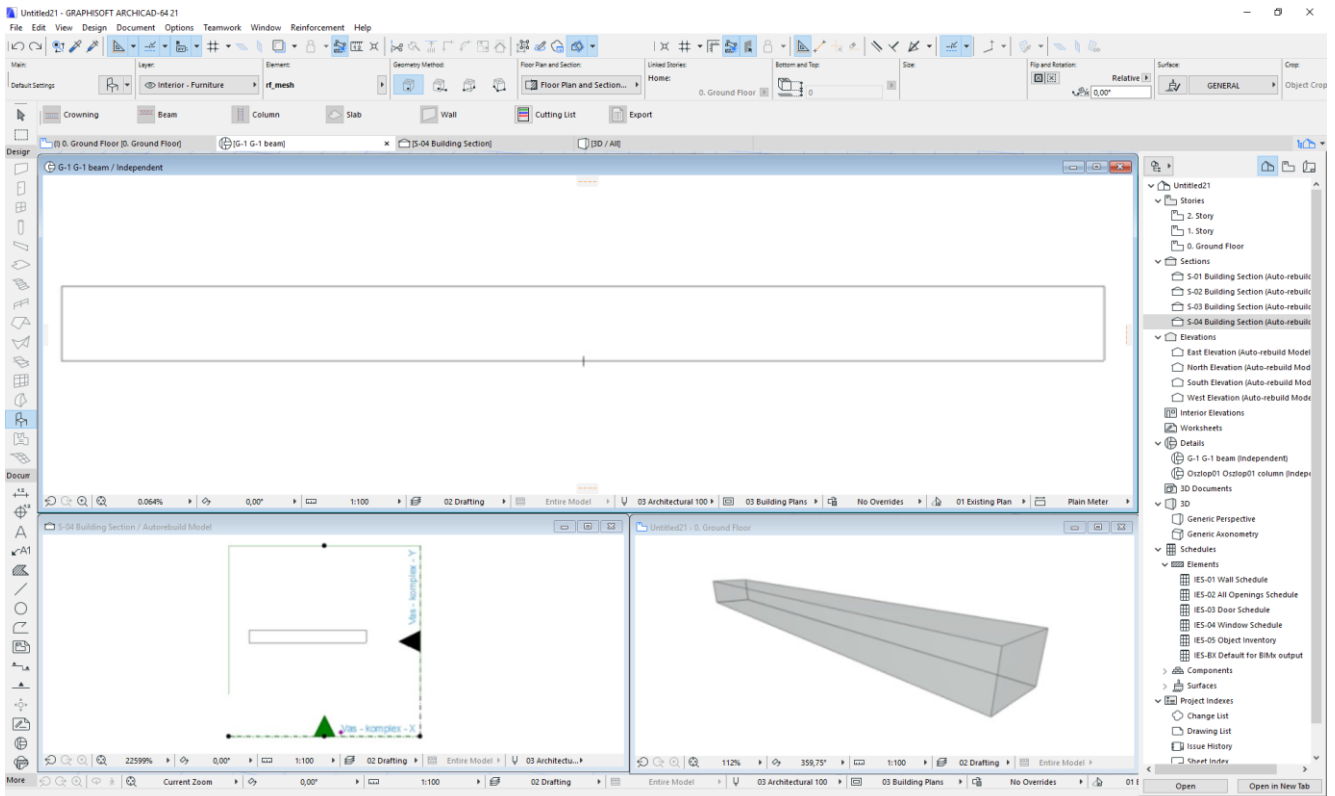 Untitled21 - GRAPHISOFT ARCHICAD-64 21
File Edit View Design Document Options Teamwork Window Reinforcement Help
Main: Layer: Element: Geometry Method: Floor Plan and Section: Linked Stories: Bottom and Top: Size: Flip and Rotation: Surface: Crop:
Default Settings Interior - Furniture rf_mesh Floor Plan and Section... Home: 0. Ground Floor 0 Relative 0,00° GENERAL Object Crop
Crowning Beam Column Slab Wall Cutting List Export
(!) 0. Ground Floor [0. Ground Floor] [G-1 G-1 beam] [S-04 Building Section] [3D / All]
Design
G-1 G-1 beam / Independent
Untitled21
Stories
2. Story
1. Story
0. Ground Floor
Sections
S-01 Building Section (Auto-rebuild
S-02 Building Section (Auto-rebuild
S-03 Building Section (Auto-rebuild
S-04 Building Section (Auto-rebuild
Elevations
East Elevation (Auto-rebuild Model
North Elevation (Auto-rebuild Mod
South Elevation (Auto-rebuild Mod
West Elevation (Auto-rebuild Mode
Interior Elevations
Worksheets
Details
G-1 G-1 beam (Independent)
Oszlop01 Oszlop01 column (Indepe
3D Documents
3D
Generic Perspective
Generic Axonometry
Schedules
Elements
IES-01 Wall Schedule
IES-02 All Openings Schedule
IES-03 Door Schedule
IES-04 Window Schedule
IES-05 Object Inventory
IES-BX Default for BIMx output
Components
Surfaces
Project Indexes
Change List
Drawing List
Issue History
Sheet Index
Open Open in New Tab
Docum
A
A1
0.064% 0,00° 1:100 02 Drafting Entire Model 03 Architectural 100 03 Building Plans No Overrides 01 Existing Plan Plain Meter
S-04 Building Section / Autorebuild Model
Vas - komplex - Y
Vas - komplex - X
22599% 0,00° 1:100 02 Drafting Entire Model 03 Architectu...
Untitled21 - 0. Ground Floor
112% 359,75° 1:100 02 Drafting Entire Model
More Current Zoom 0,00° 1:100 02 Drafting Entire Model 03 Architectural 100 03 Building Plans No Overrides 01 E